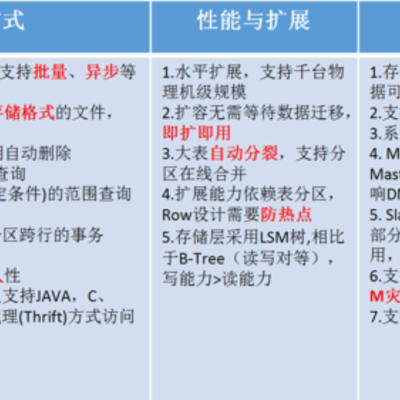 式
性能与扩展
支持批量、异步等
存储格式的文件，
月自动删除
查询
定条件)的范围查询
区跨行的事务
性
支持JAVA，C、
理(Thrift)方式访问
1.水平扩展，支持千台物
理机级规模
2.扩容无需等待数据迁移，
即扩即用
3.大表自动分裂，支持分
区在线合并
4.扩展能力依赖表分区，
Row设计需要防热点
5.存储层采用LSM树,相比
于B-Tree（读写对等），
写能力>读能力
1.存
据可
2.支
3.系
4. M
Mast
响DM
5. Sla
部分
用，
6.支
M灾
7.支